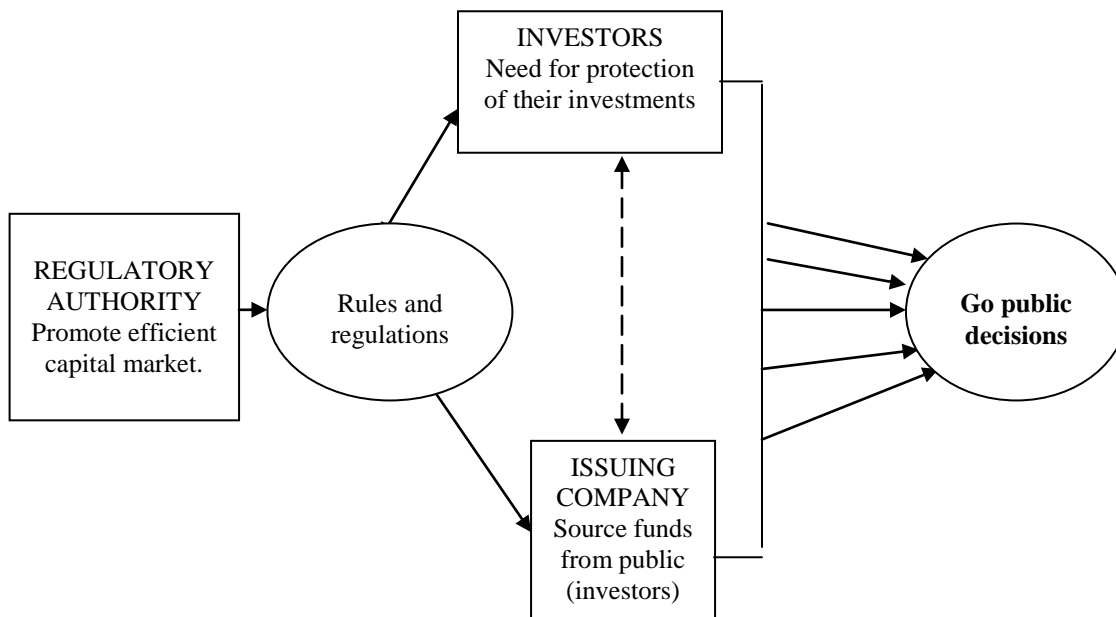 INVESTORS
Need for protection
of their investments
REGULATORY
AUTHORITY
Promote efficient
capital market.
Rules and
regulations
Go public
decisions
ISSUING
COMPANY
Source funds
from public
(investors)